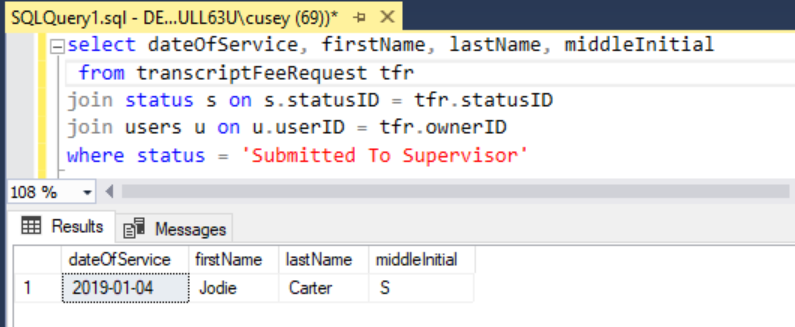 SQLQuery1.sql - DE...ULL63U\cusey (69))*
select dateOfService, firstName, lastName, middleInitial
from transcriptFeeRequest tfr
join status s on s.statusID = tfr.statusID
join users u on u.userID = tfr.ownerID
where status = 'Submitted To Supervisor'
108 %
Results Messages
dateOfService firstName lastName middleInitial
1 2019-01-04 Jodie Carter S